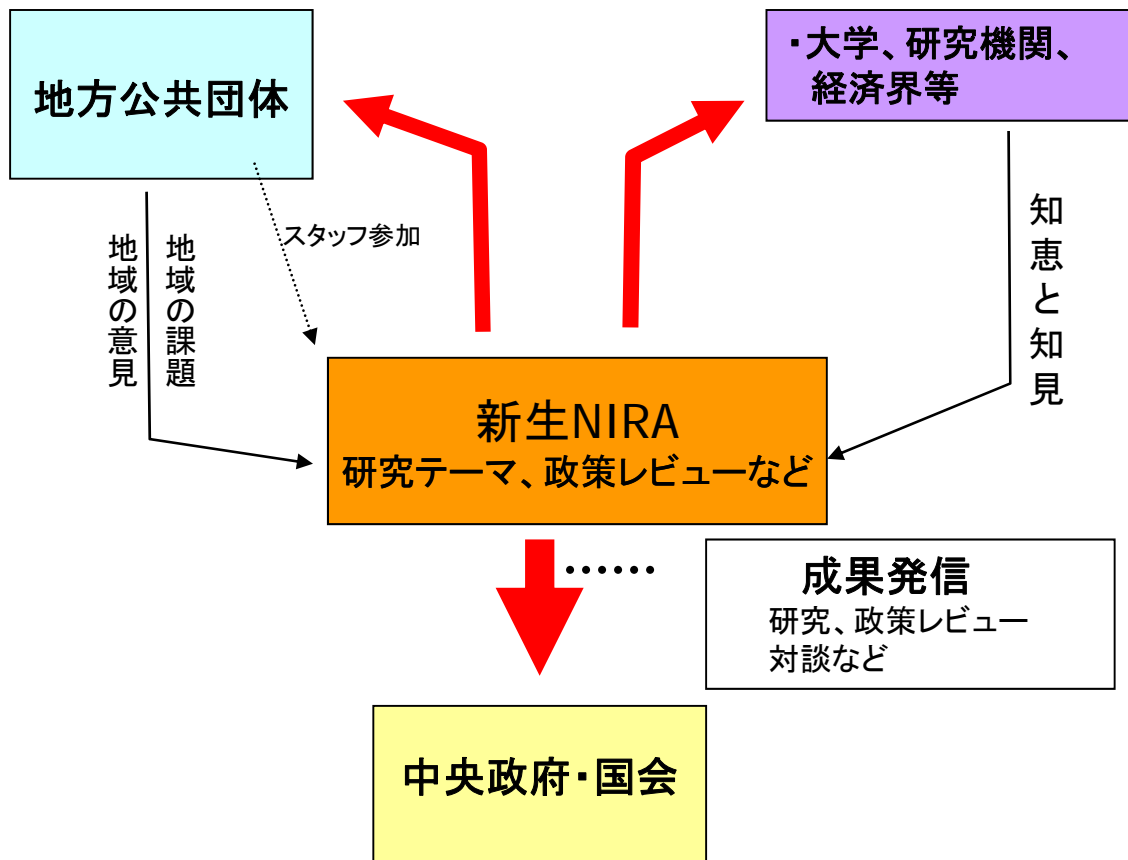 地方公共団体
・大学、研究機関、
経済界等
スタッフ参加
地域の課題
地域の意見
知恵と知見
新生NIRA
研究テーマ、政策レビューなど
成果発信
研究、政策レビュー
対談など
中央政府・国会